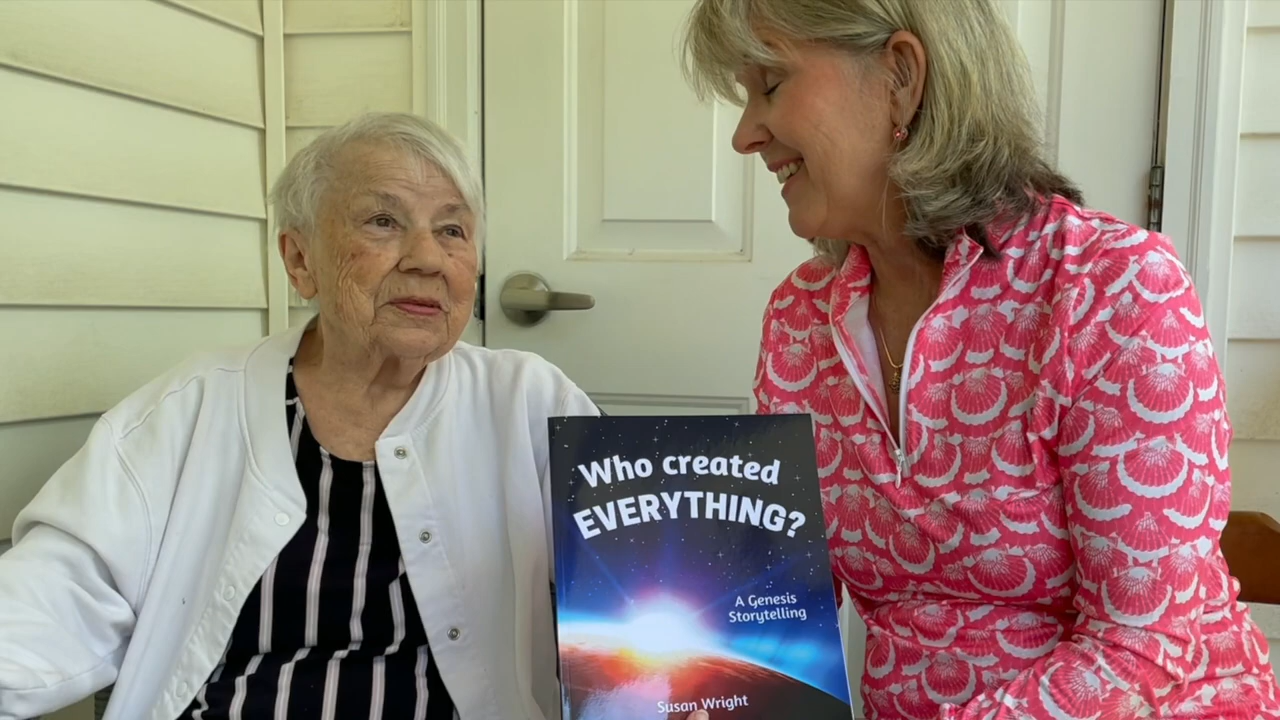 Who created
EVERYTHING?
A Genesis
Storytelling
Susan Wright